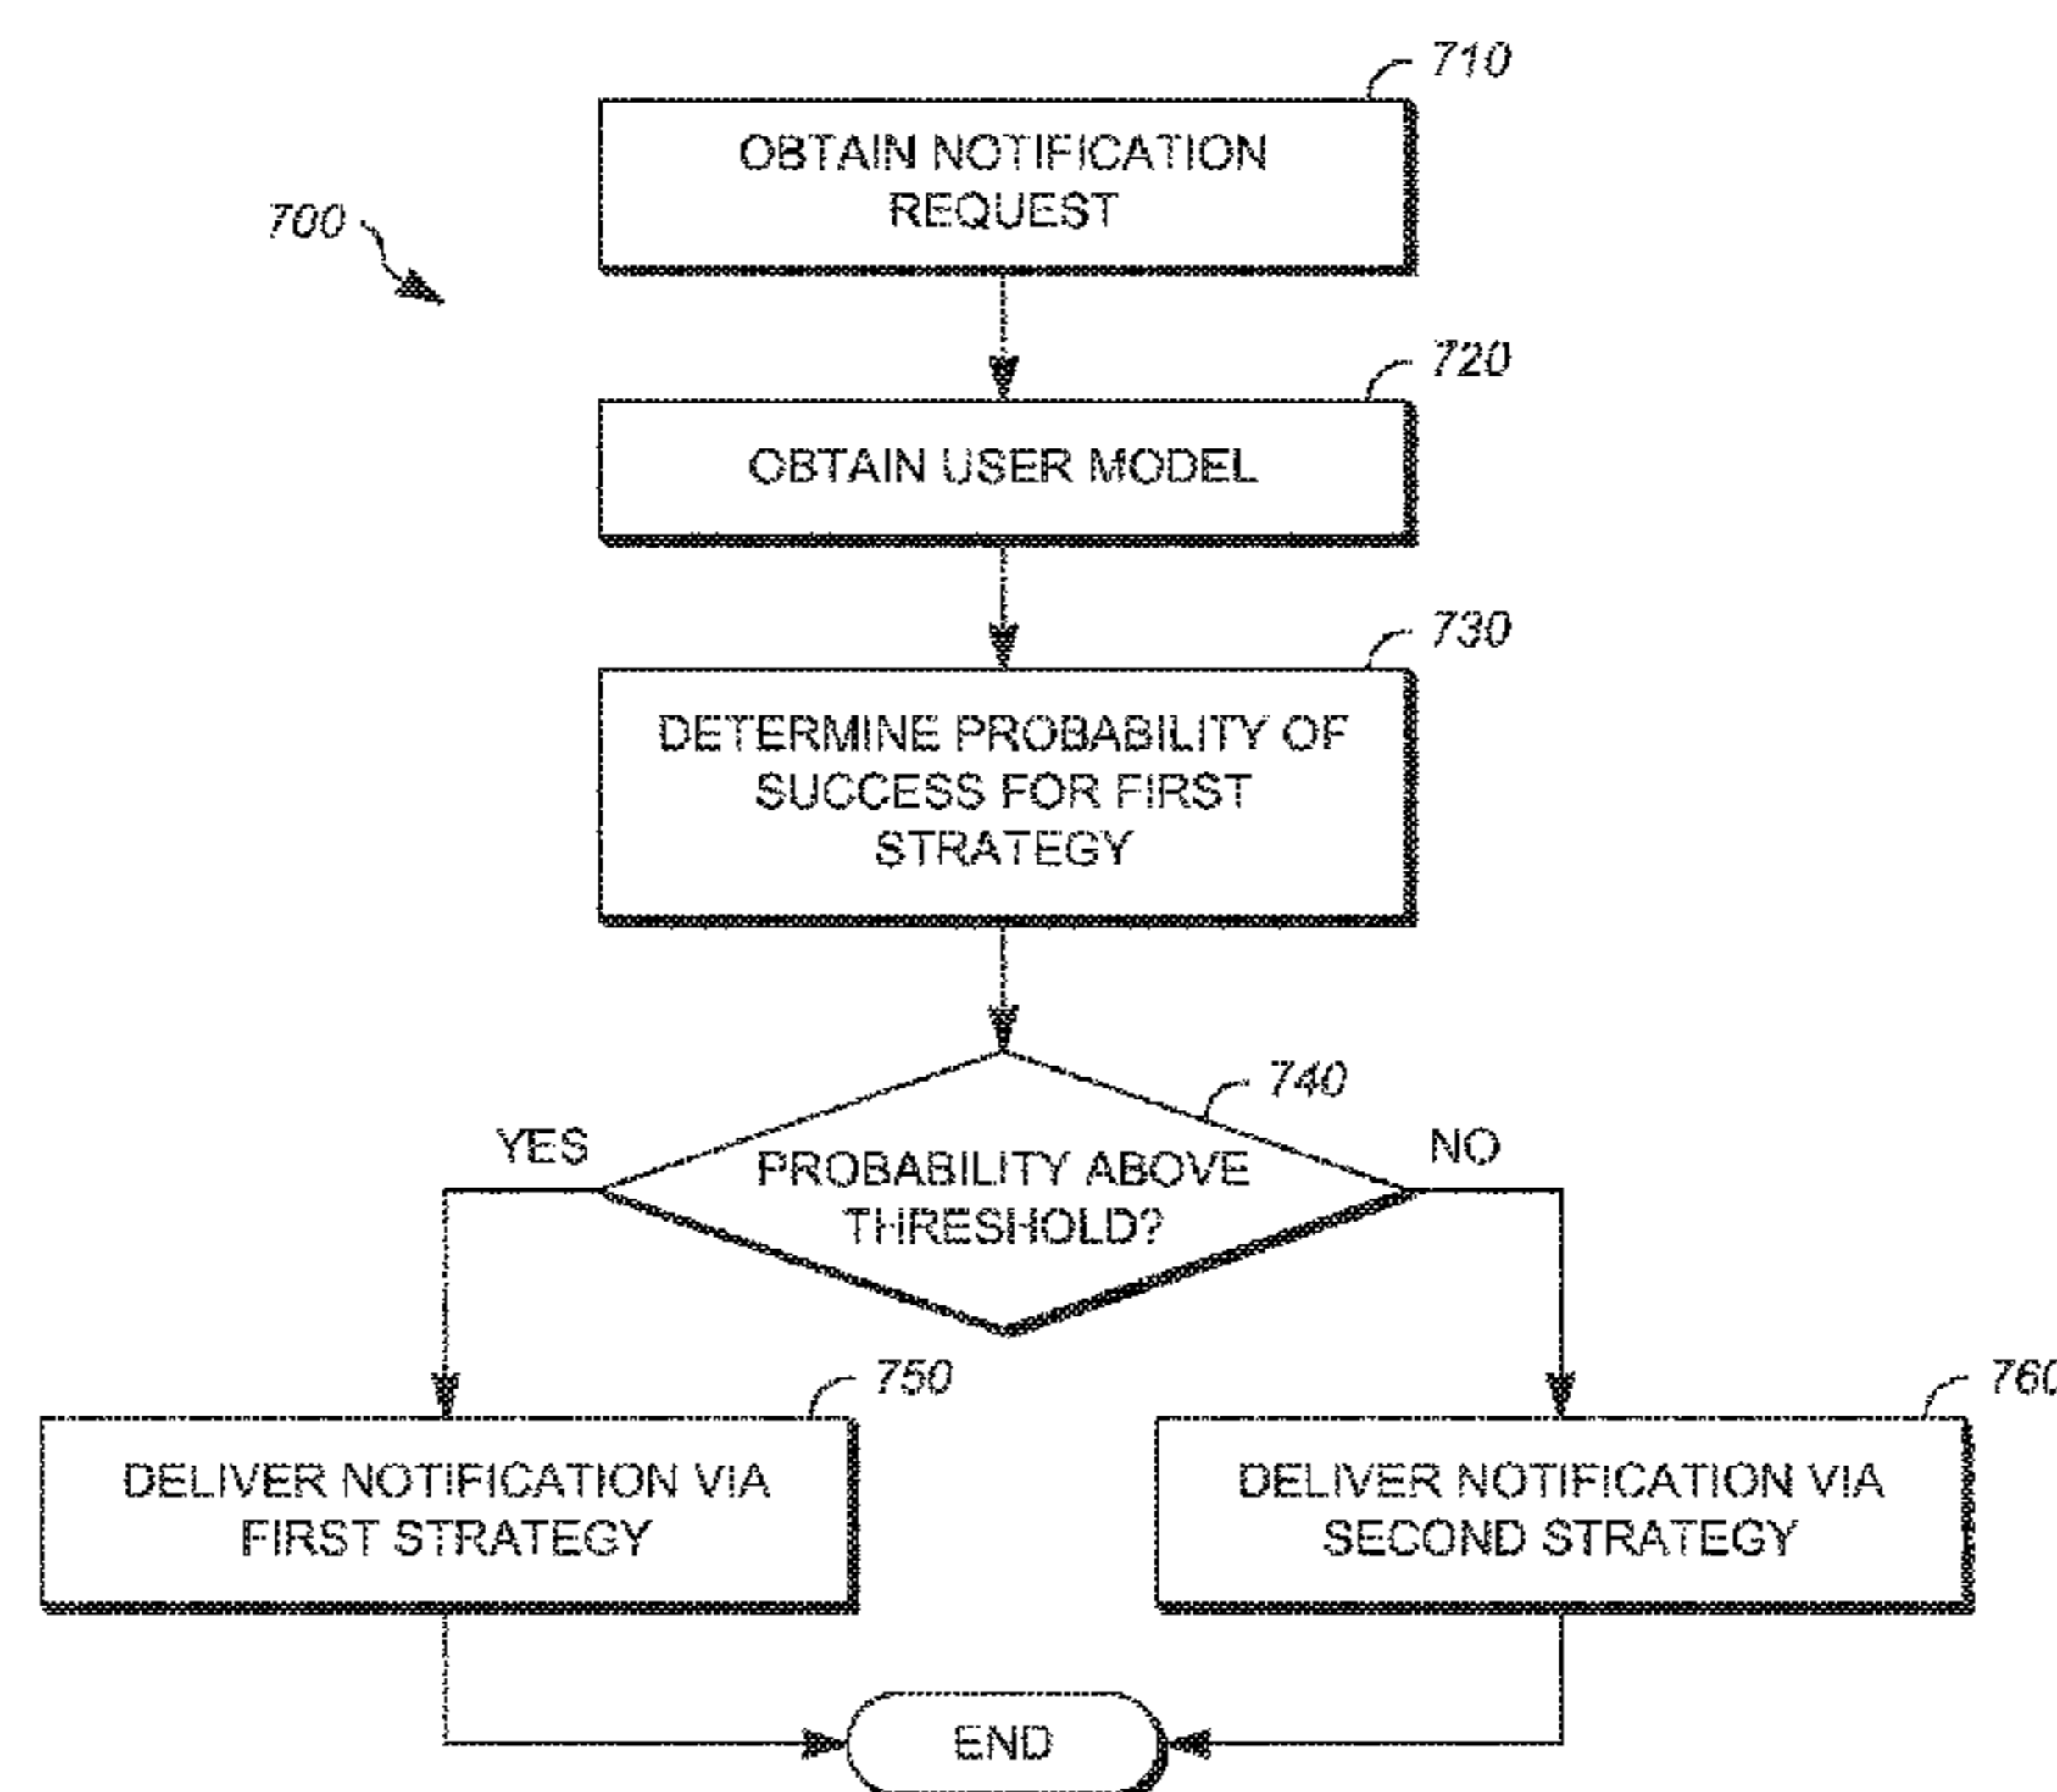 710
OBTAIN NOTIFICATION
REQUEST
700
720
OBTAIN USER MODEL
730
DETERMINE PROBABILITY OF
SUCCESS FOR FIRST
STRATEGY
740
YES
NO
PROBABILITY ABOVE
THRESHOLD?
750
760
DELIVER NOTIFICATION VIA
FIRST STRATEGY
DELIVER NOTIFICATION VIA
SECOND STRATEGY
END